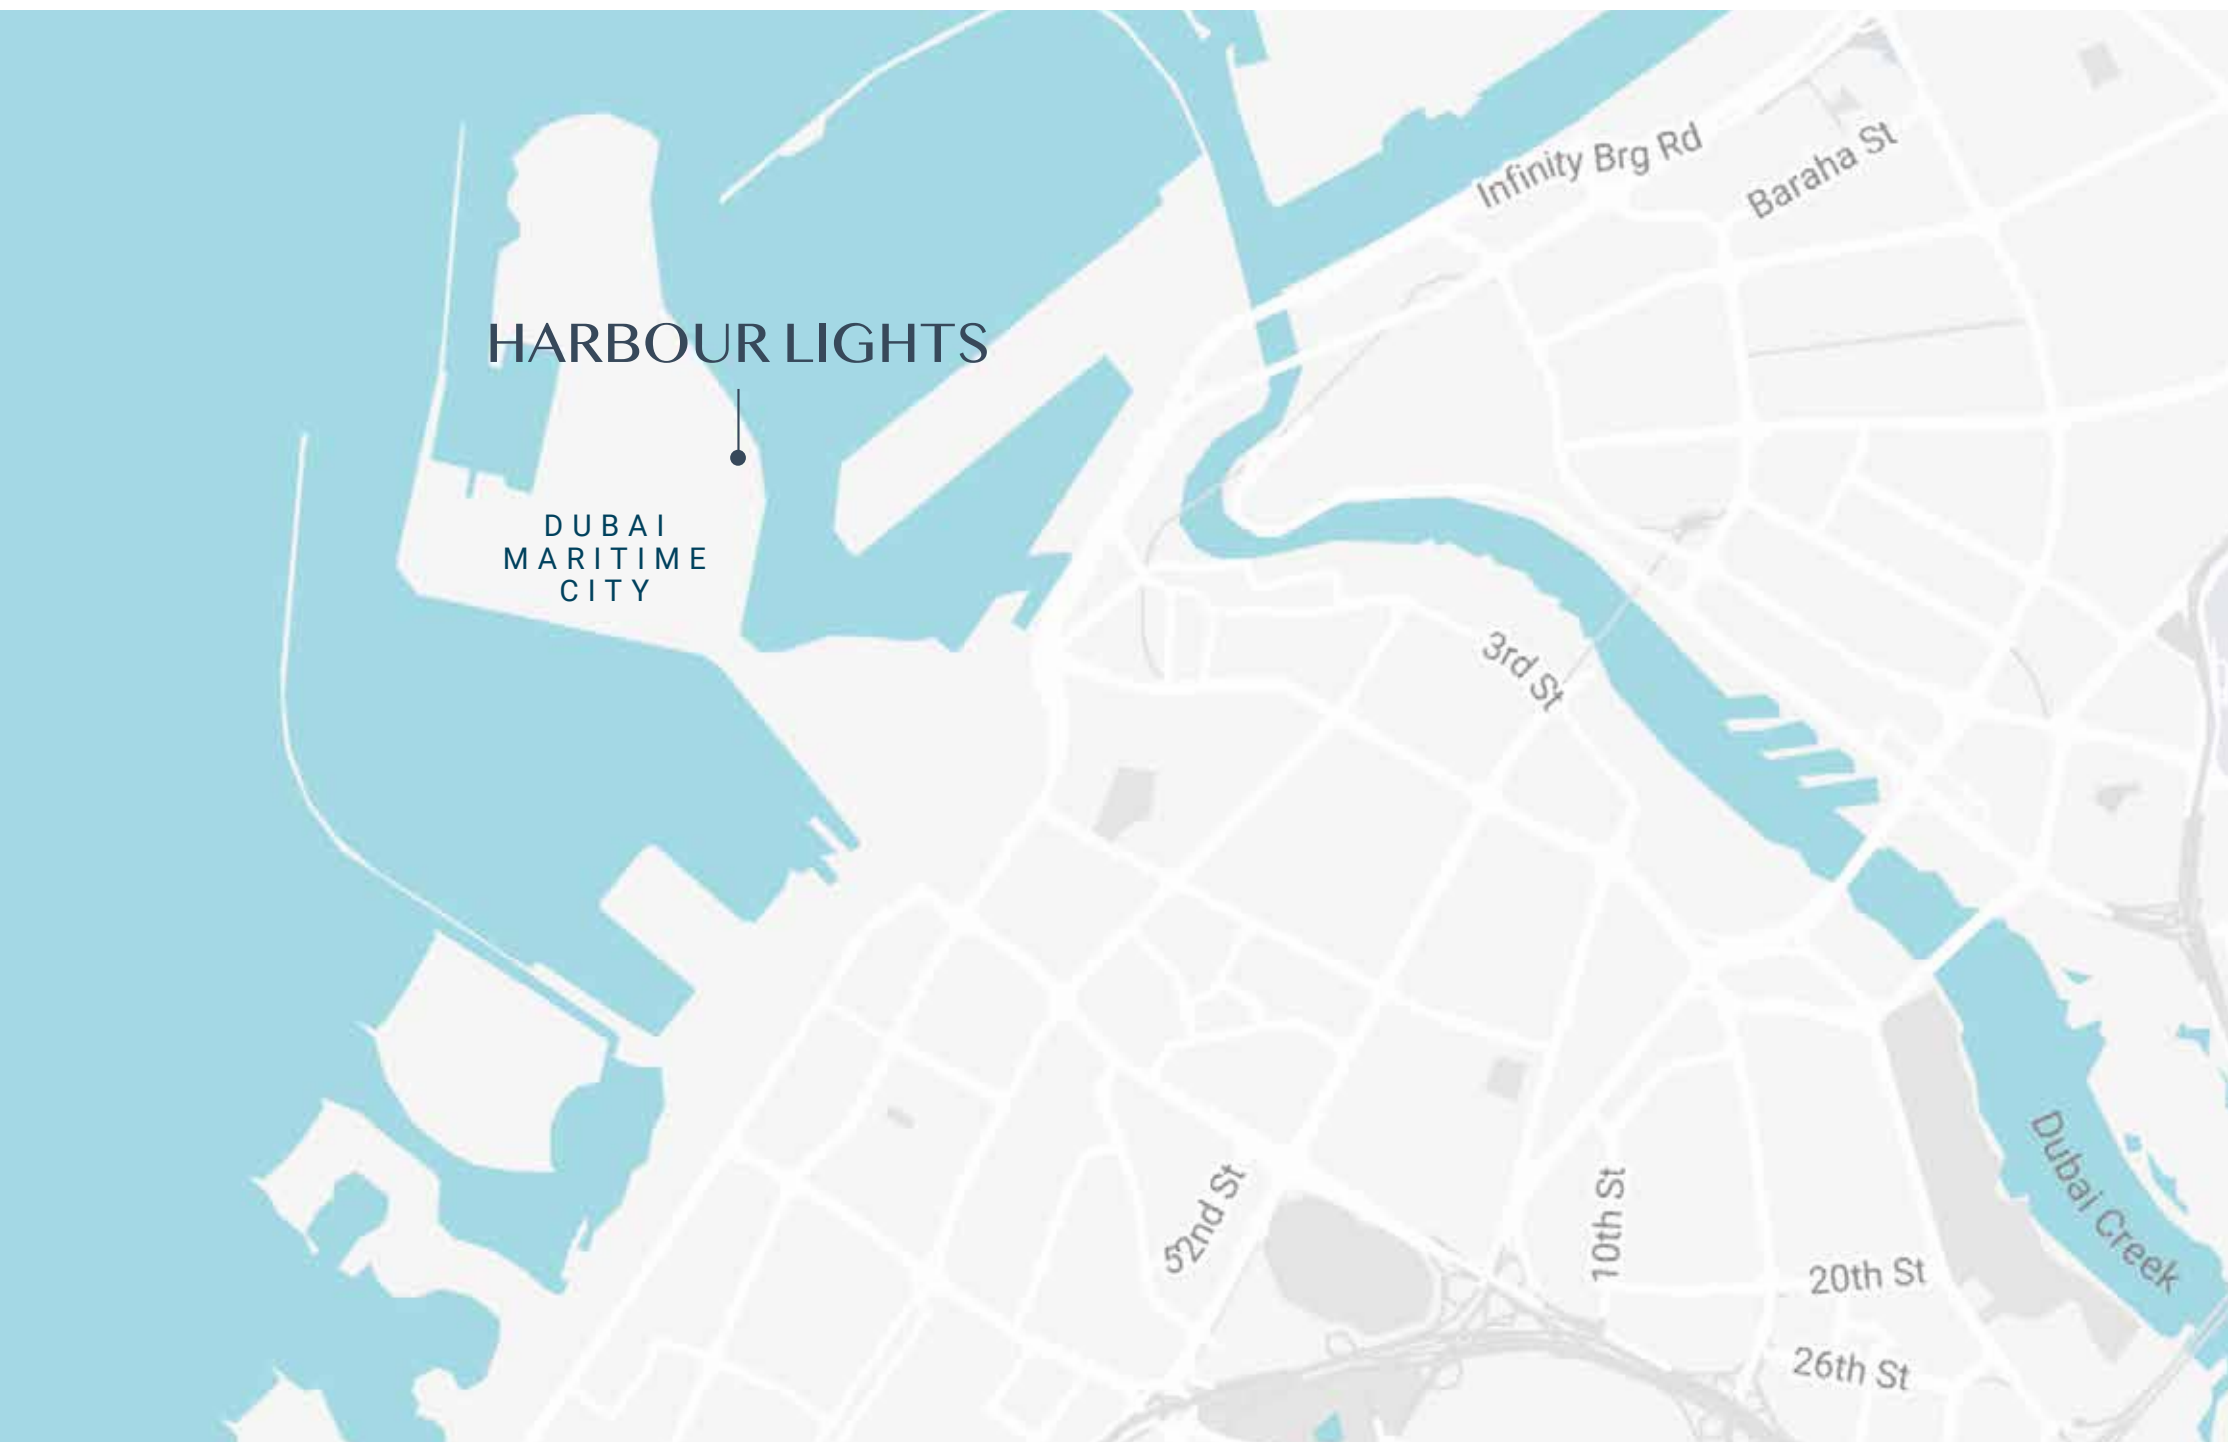 Infinity Brg Rd
Baraha St
HARBOUR LIGHTS
DUBAI
MARITIME
CITY
3rd St
52nd St
10th St
Dubai Creek
20th St
26th St